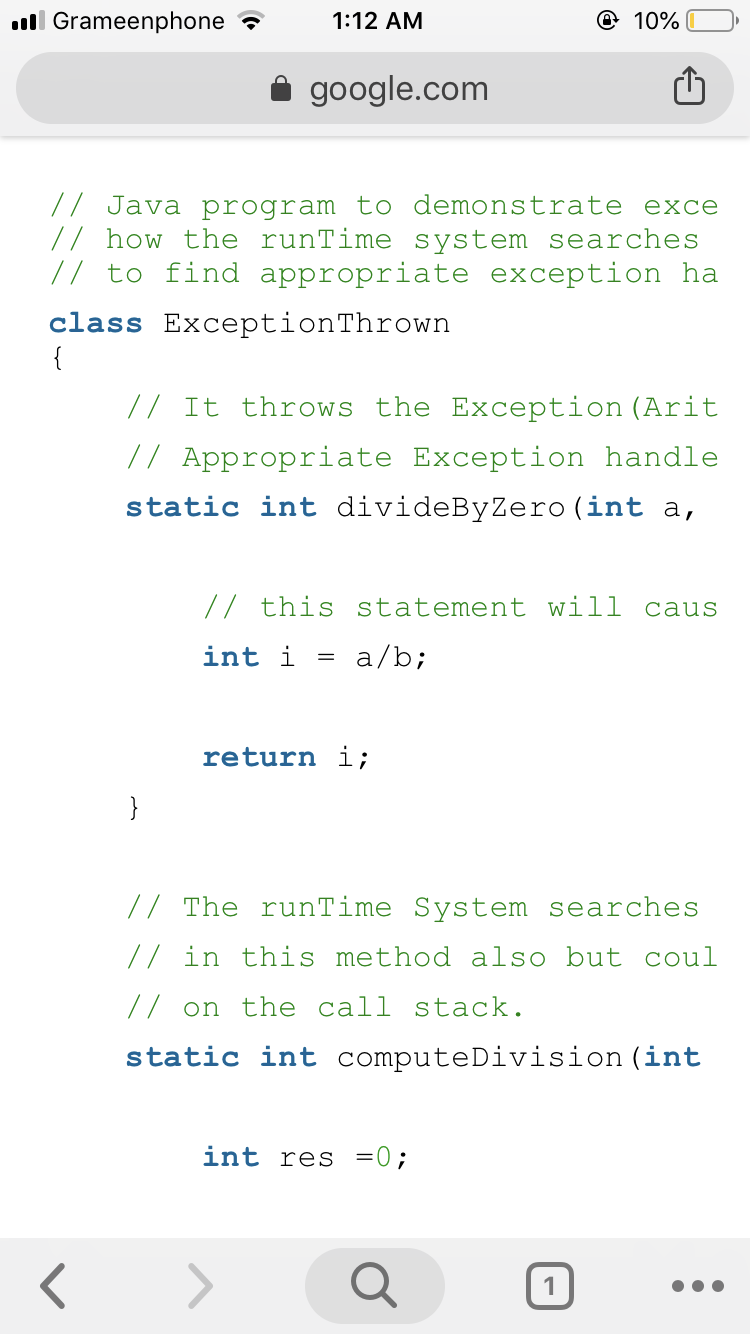 Grameenphone 1:12 AM 10%
google.com
// Java program to demonstrate exce
// how the runTime system searches
// to find appropriate exception ha
class ExceptionThrown
{
// It throws the Exception(Arit
// Appropriate Exception handle
static int divideByZero(int a,
// this statement will caus
int i = a/b;
return i;
}
// The runTime System searches
// in this method also but coul
// on the call stack.
static int computeDivision(int
int res =0;
1